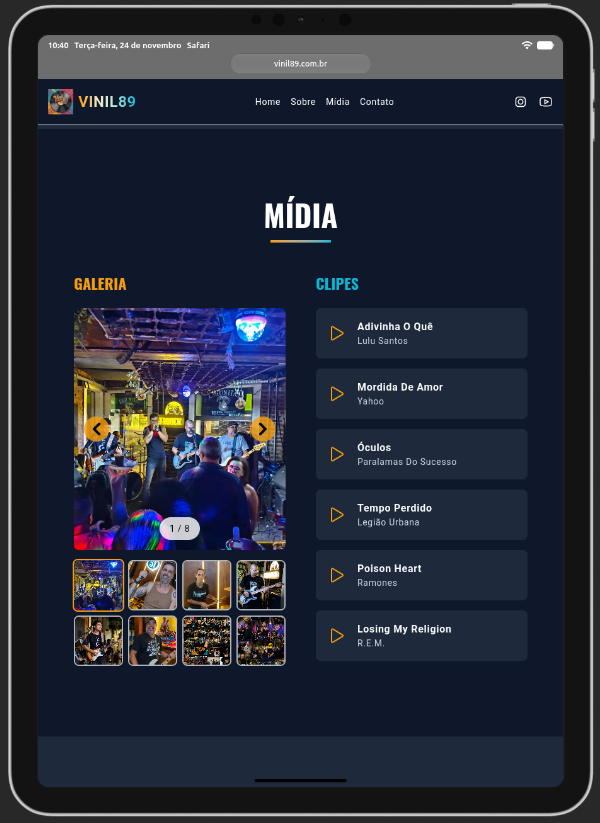 10:40 Terça-feira, 24 de novembro Safari
vinil89.com.br
VINIL89
Home Sobre Mídia Contato
MÍDIA
GALERIA
1 / 8
CLIPES
Adivinha O Quê
Lulu Santos
Mordida De Amor
Yahoo
Óculos
Paralamas Do Sucesso
Tempo Perdido
Legião Urbana
Poison Heart
Ramones
Losing My Religion
R.E.M.